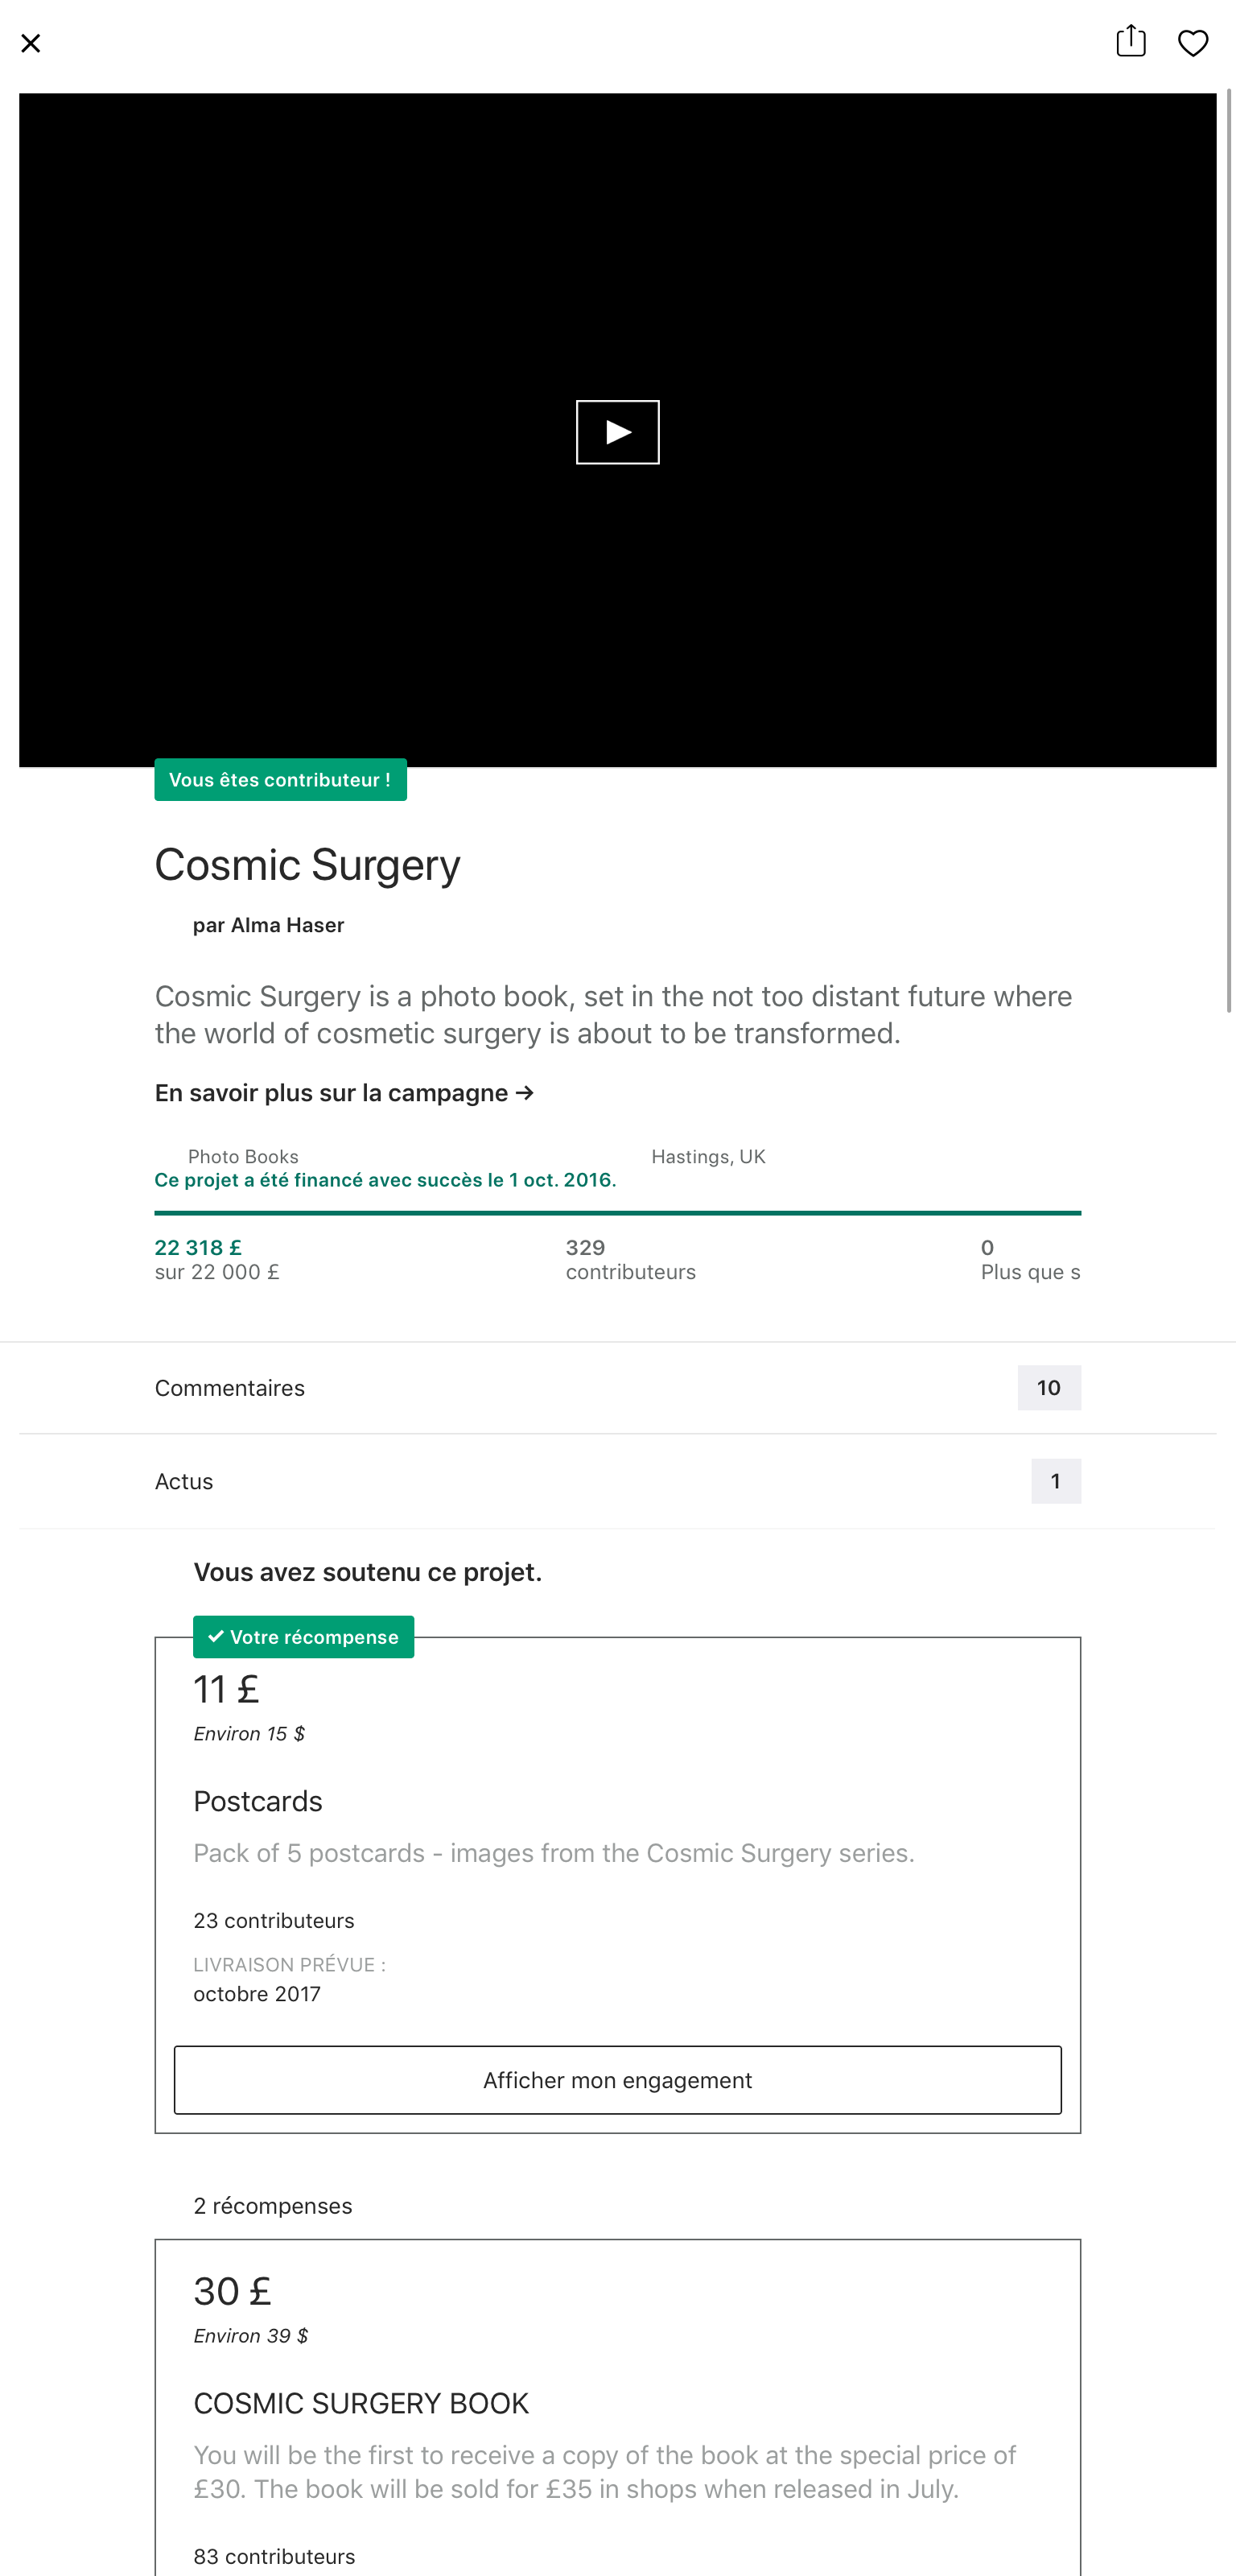 Vous êtes contributeur !
Cosmic Surgery
par Alma Haser
Cosmic Surgery is a photo book, set in the not too distant future where
the world of cosmetic surgery is about to be transformed.
En savoir plus sur la campagne →
Photo Books Hastings, UK
Ce projet a été financé avec succès le 1 oct. 2016.
22 318 £ 329 0
sur 22 000 £ contributeurs Plus que s
Commentaires 10
Actus 1
Vous avez soutenu ce projet.
✓ Votre récompense
11 £
Environ 15 $
Postcards
Pack of 5 postcards - images from the Cosmic Surgery series.
23 contributeurs
LIVRAISON PRÉVUE :
octobre 2017
Afficher mon engagement
2 récompenses
30 £
Environ 39 $
COSMIC SURGERY BOOK
You will be the first to receive a copy of the book at the special price of
£30. The book will be sold for £35 in shops when released in July.
83 contributeurs